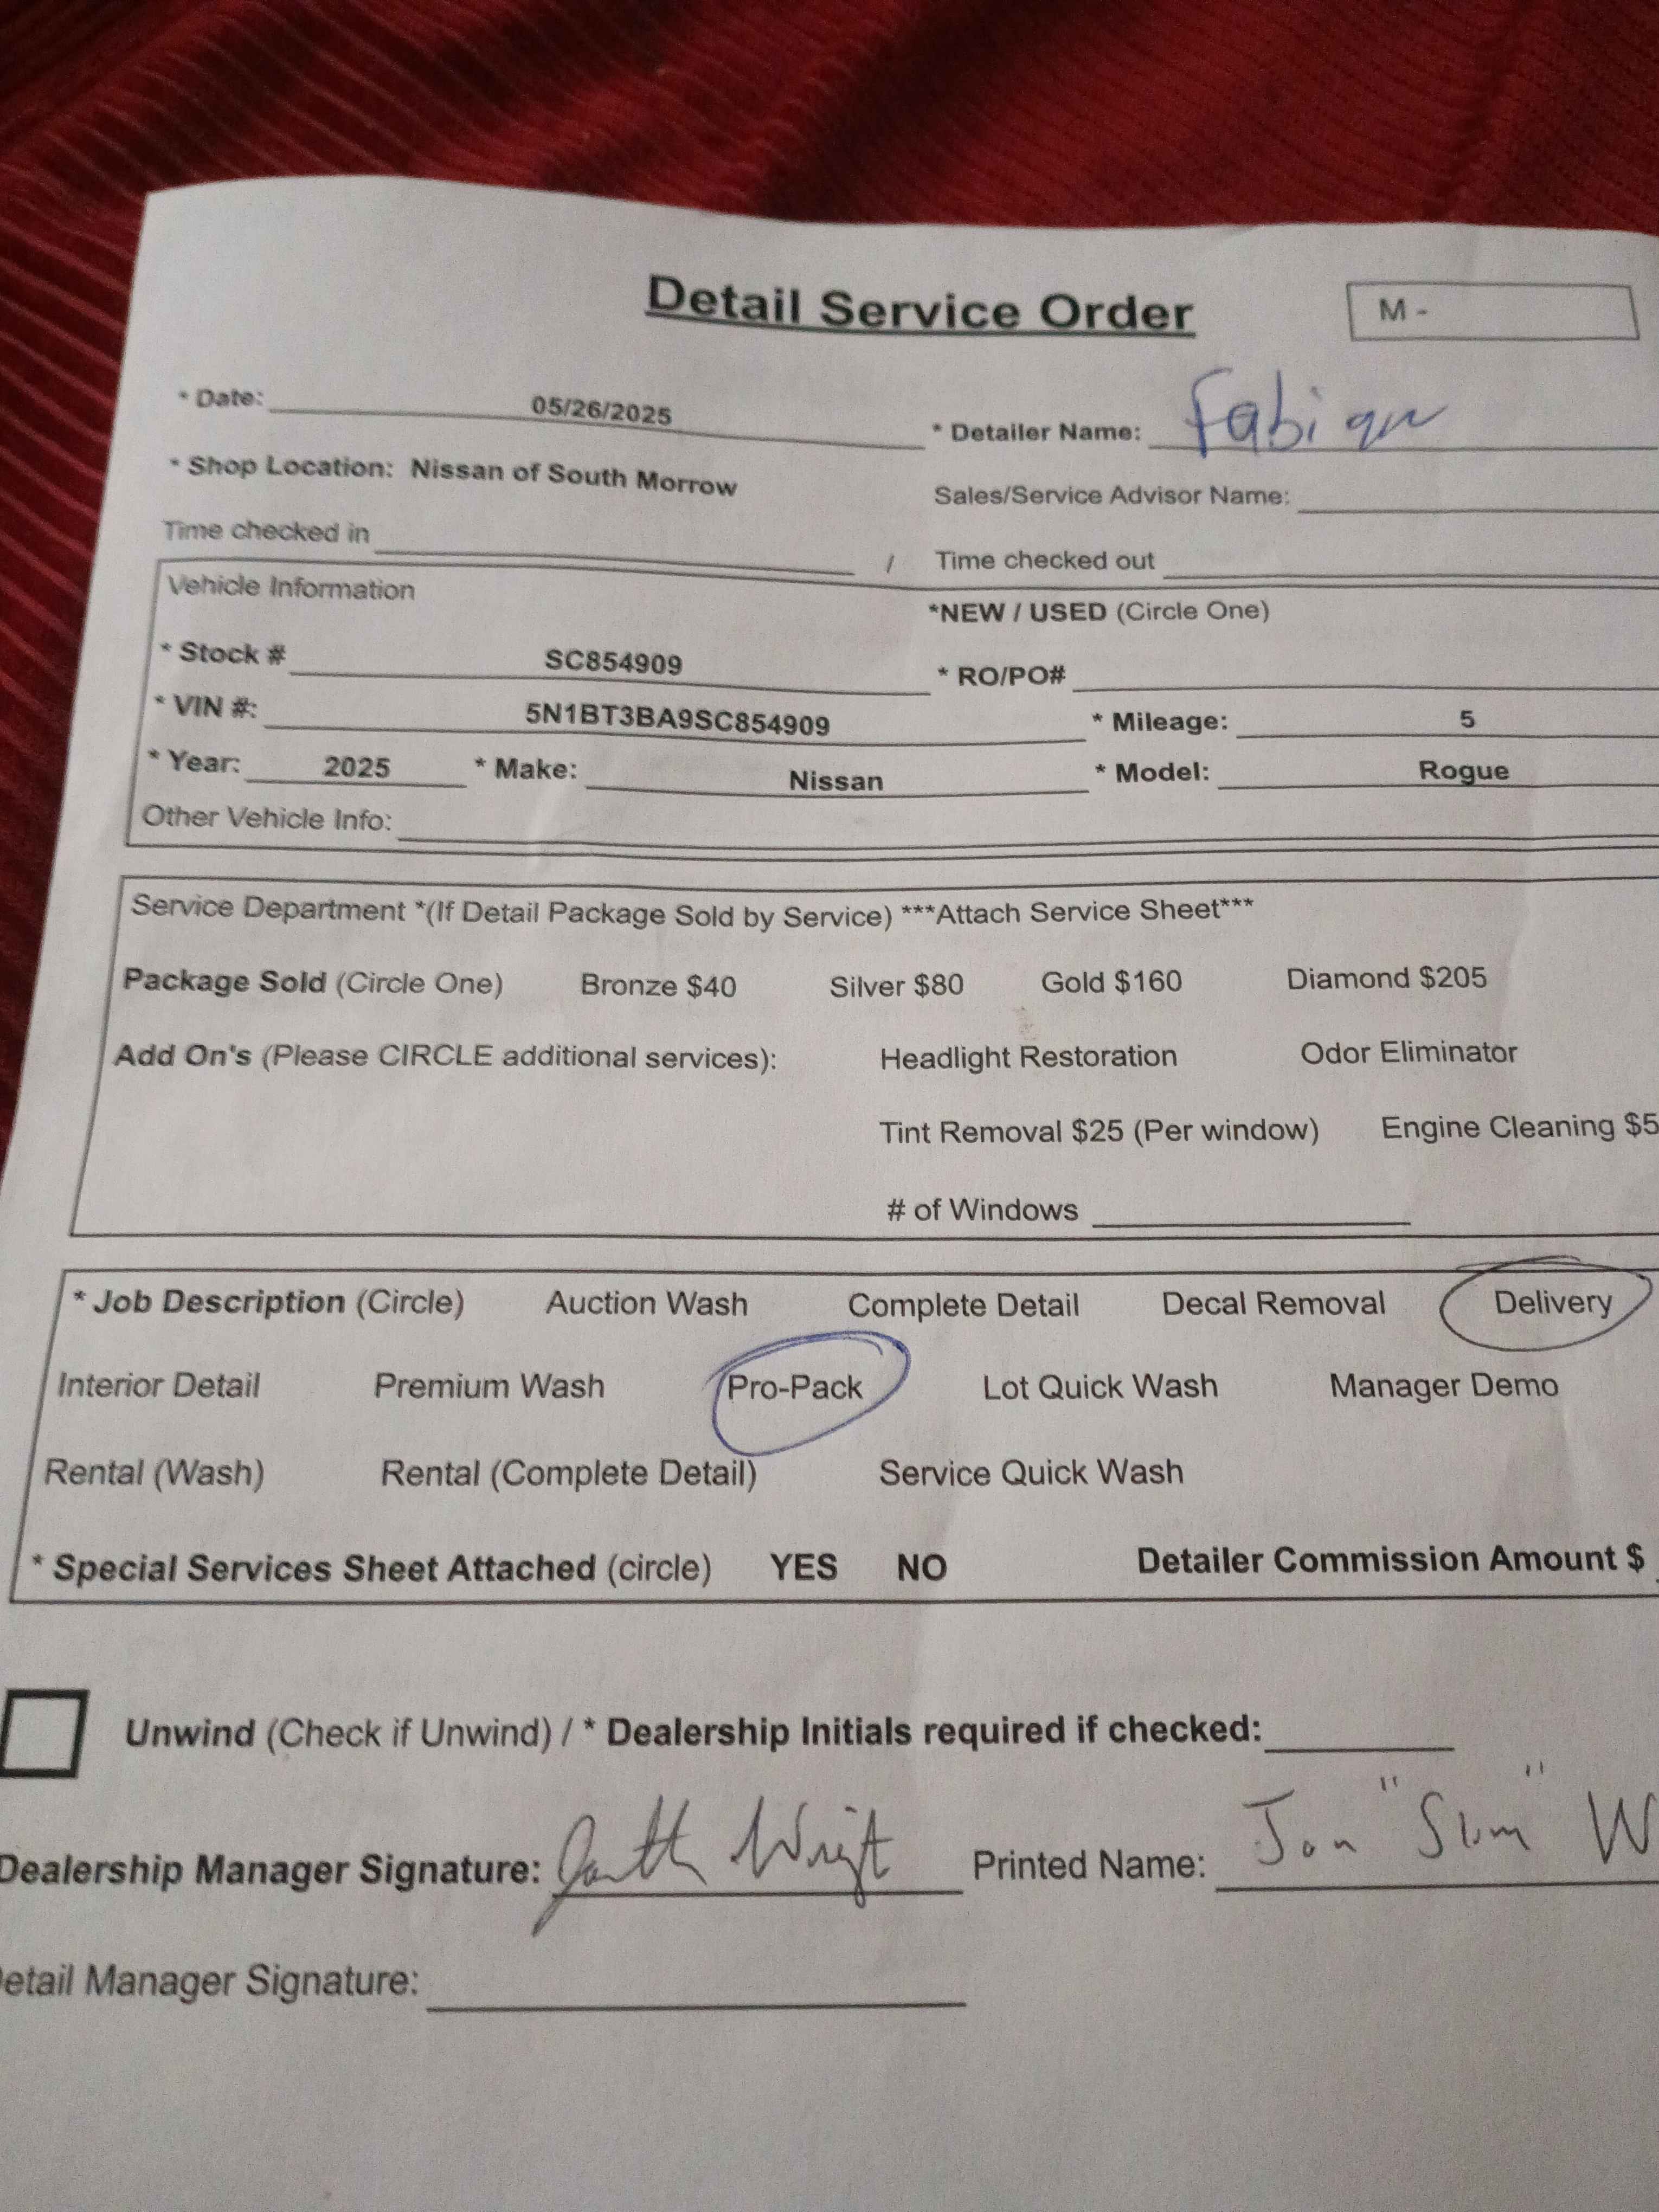 Detail Service Order
M -
* Date: 05/26/2025
* Detailer Name: Fabian
* Shop Location: Nissan of South Morrow
Sales/Service Advisor Name:
Time checked in / Time checked out
Vehicle Information
*NEW / USED (Circle One)
* Stock # SC854909
* RO/PO#
* VIN #: 5N1BT3BA9SC854909
* Mileage: 5
* Year: 2025 * Make: Nissan * Model: Rogue
Other Vehicle Info:
Service Department *(If Detail Package Sold by Service) ***Attach Service Sheet***
Package Sold (Circle One) Bronze $40 Silver $80 Gold $160 Diamond $205
Add On's (Please CIRCLE additional services): Headlight Restoration Odor Eliminator
Tint Removal $25 (Per window) Engine Cleaning $5
# of Windows
* Job Description (Circle) Auction Wash Complete Detail Decal Removal Delivery
Interior Detail Premium Wash Pro-Pack Lot Quick Wash Manager Demo
Rental (Wash) Rental (Complete Detail) Service Quick Wash
* Special Services Sheet Attached (circle) YES NO Detailer Commission Amount $
Unwind (Check if Unwind) / * Dealership Initials required if checked:
Dealership Manager Signature: Wright Printed Name: Jon "Slim" W
etail Manager Signature: